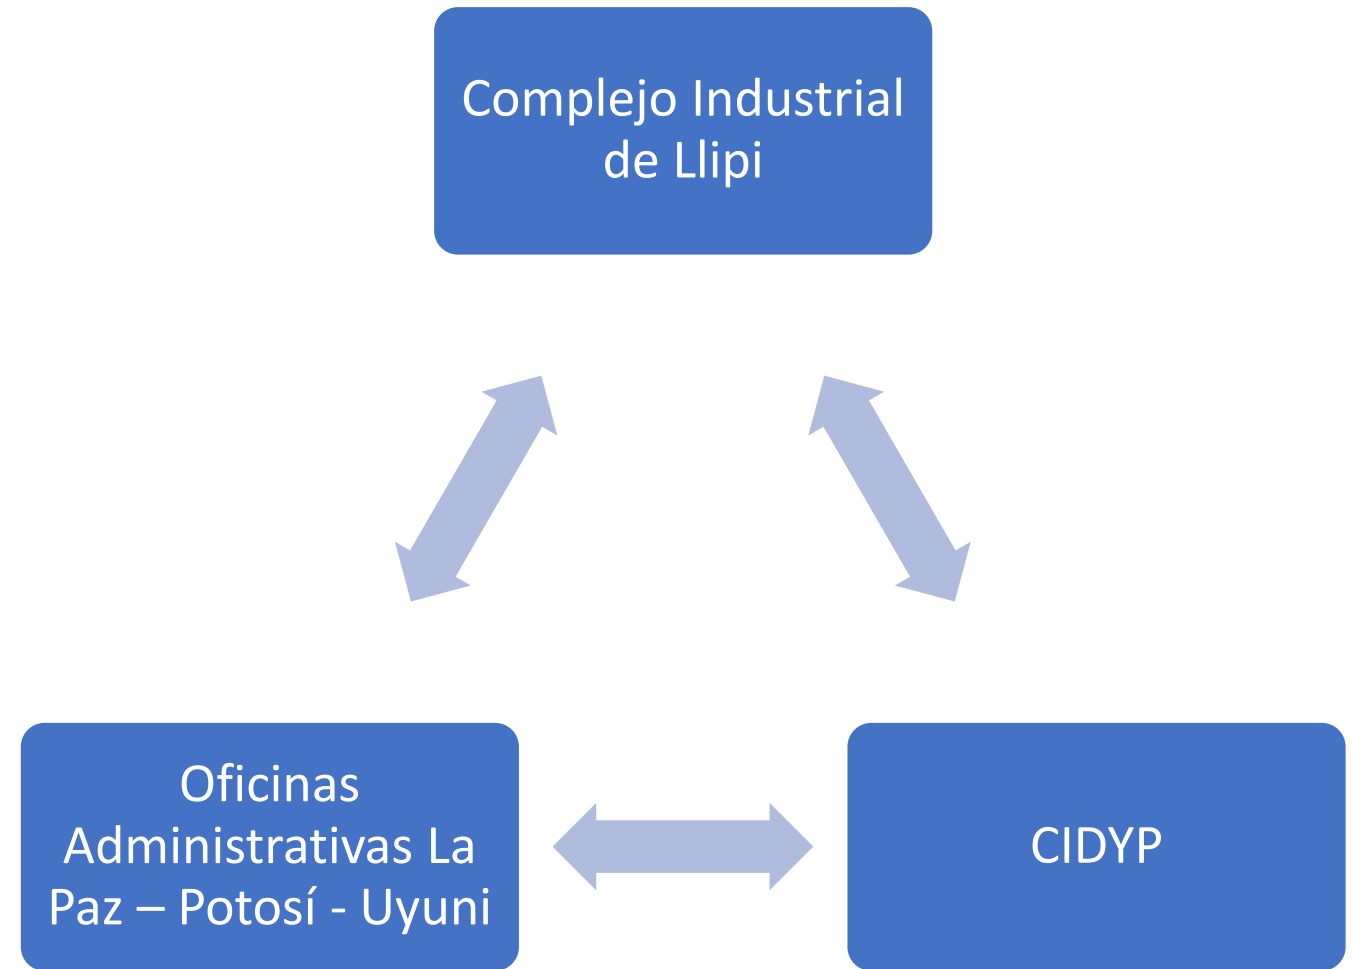 Complejo Industrial
de Llipi
Oficinas
Administrativas La
Paz – Potosí - Uyuni
CIDYP